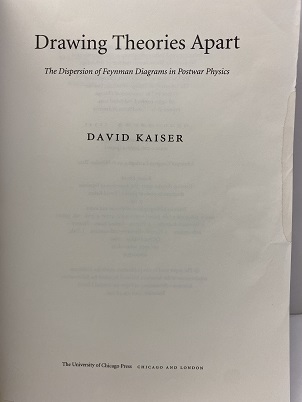 Drawing Theories Apart
The Dispersion of Feynman Diagrams in Postwar Physics
DAVID KAISER
The University of Chicago Press CHICAGO AND LONDON